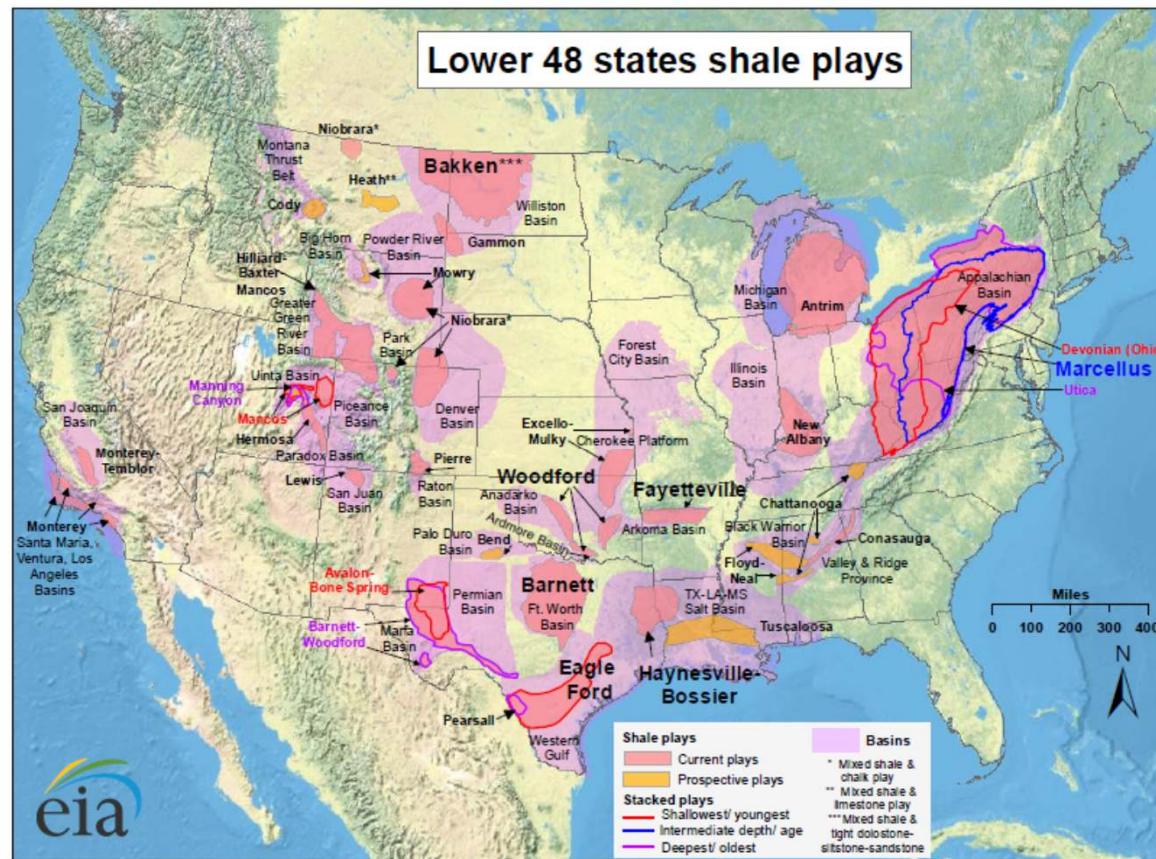 Lower 48 states shale plays
Niobrara*
Montana
Thrust
Belt
Bakken***
Heath**
Cody
Williston
Basin
Big Horn
Basin
Powder River
Basin
Gammon
Hilliard-
Baxter
Mancos
Mowry
Greater
Green
River
Basin
Niobrara*
Park
Basin
Michigan
Basin
Antrim
Appalachian
Basin
Devonian (Ohio
Marcellus
Utica
Forest
City Basin
Illinois
Basin
Uinta Basin
Manning
Canyon
Mancos
Piceance
Basin
Denver
Basin
San Joaquin
Basin
Hermosa
Paradox Basin
Excello-
Mulky
Cherokee Platform
New
Albany
Monterey-
Temblor
Lewis
San Juan
Basin
Pierre
Raton
Basin
Woodford
Anadarko
Basin
Fayetteville
Arkoma Basin
Chattanooga
Black Warrior
Basin
Conasauga
Monterey
Santa Maria,
Ventura, Los
Angeles
Basins
Palo Duro
Basin
Bend
Ardmore Basin
Floyd-
Neal
Valley & Ridge
Province
Avalon-
Bone Spring
Permian
Basin
Barnett
Ft. Worth
Basin
TX-LA-MS
Salt Basin
Tuscaloosa
Barnett-
Woodford
Marfa
Basin
Eagle
Ford
Haynesville-
Bossier
Pearsall
Western
Gulf
Miles
0 100 200 300 400
N
Shale plays
Current plays
Prospective plays
Stacked plays
Shallowest/ youngest
Intermediate depth/ age
Deepest/ oldest
Basins
* Mixed shale &
chalk play
** Mixed shale &
limestone play
***Mixed shale &
tight dolostone-
siltstone-sandstone
eia